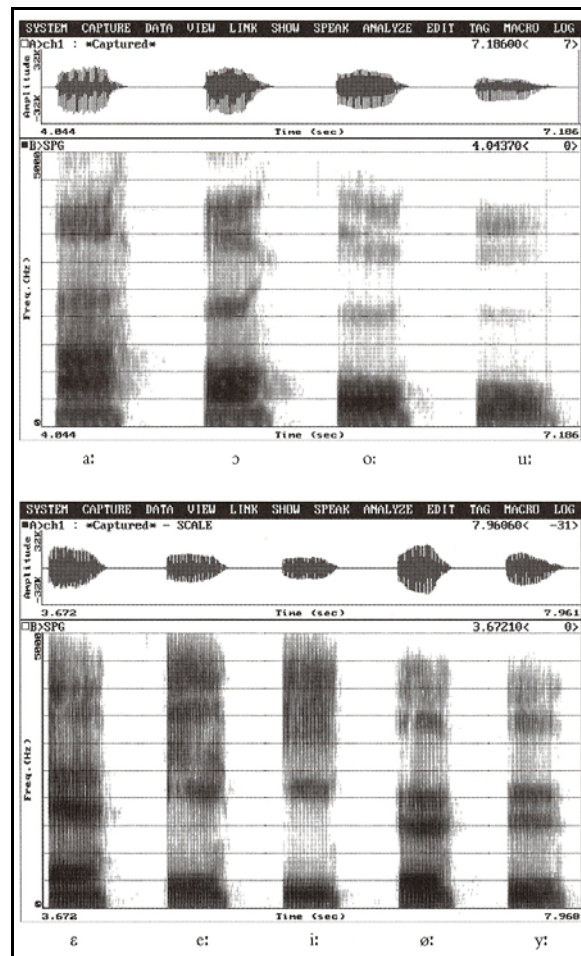 SYSTEM CAPTURE DATA VIEW LINK SHOW SPEAK ANALYZE EDIT TAG MACRO LOG
□A>ch1 : *Captured* 7.18600< 7>
Amplitude
32K
-32K
4.044 Time (sec) 7.186
■B>SPG 4.04370< 0>
5000
Freq.(Hz)
0
4.044 Time (sec) 7.186
aː ɔ oː uː
SYSTEM CAPTURE DATA VIEW LINK SHOW SPEAK ANALYZE EDIT TAG MACRO LOG
■A>ch1 : *Captured* - SCALE 7.96060< -31>
Amplitude
32K
-32K
3.672 Time (sec) 7.961
□B>SPG 3.67210< 0>
5000
Freq.(Hz)
0
3.672 Time (sec) 7.960
ɛ eː iː øː yː